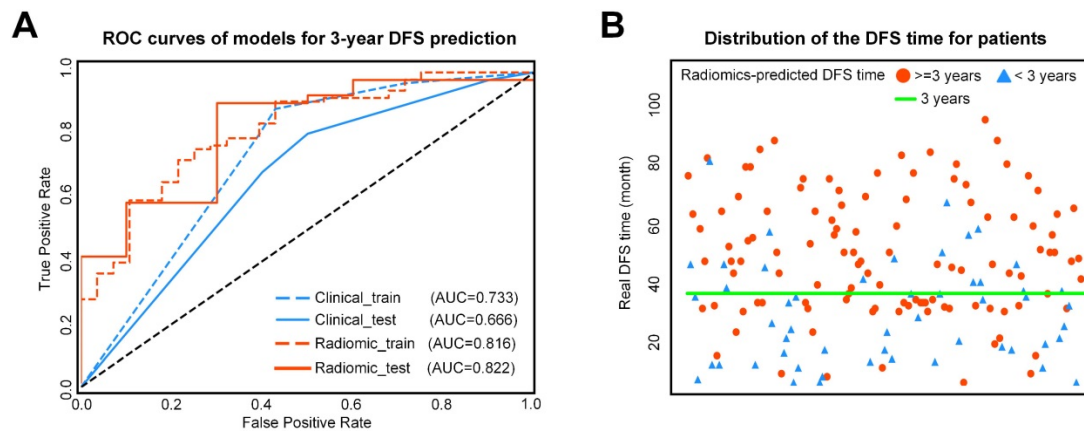 A
ROC curves of models for 3-year DFS prediction
True Positive Rate
1.0
0.8
0.6
0.4
0.2
0.0
Clinical_train (AUC=0.733)
Clinical_test (AUC=0.666)
Radiomic_train (AUC=0.816)
Radiomic_test (AUC=0.822)
0.0 0.2 0.4 0.6 0.8 1.0
False Positive Rate
B
Distribution of the DFS time for patients
Radiomics-predicted DFS time >=3 years < 3 years
3 years
Real DFS time (month)
100
80
60
40
20